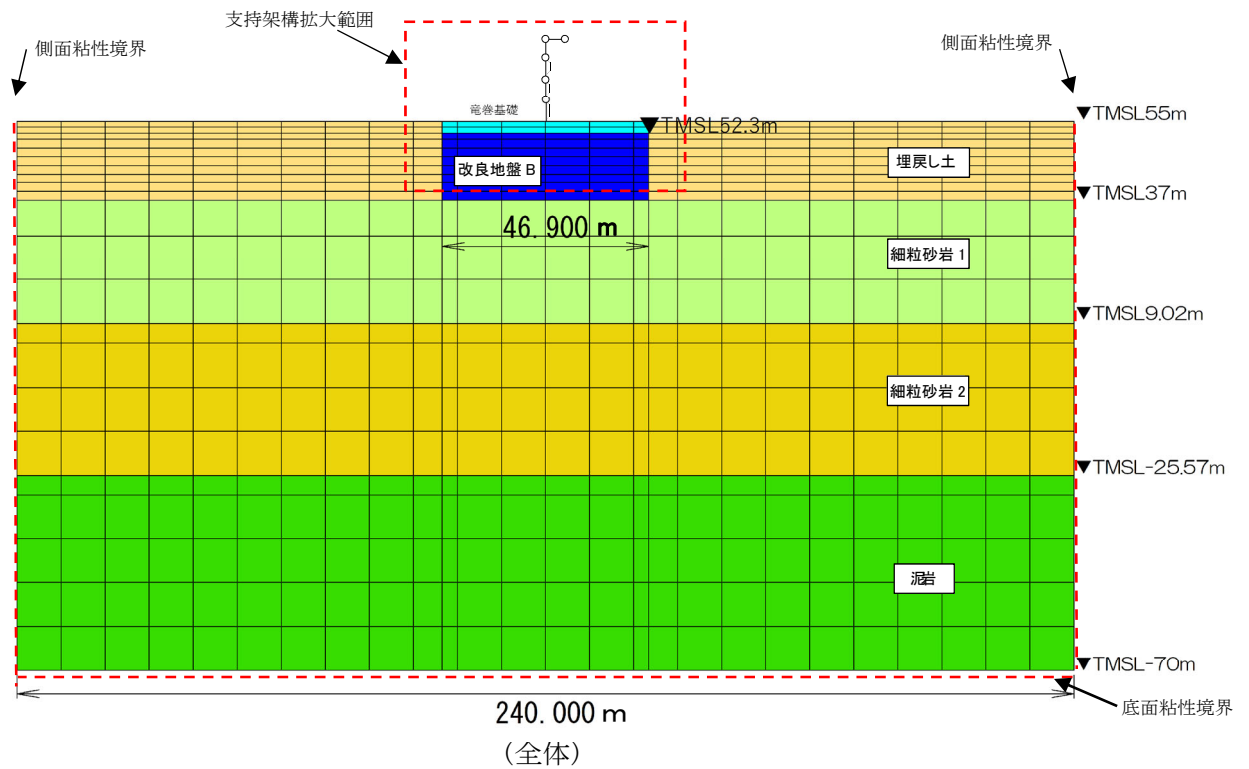 支持架構拡大範囲
側面粘性境界
側面粘性境界
竜巻基礎
▼TMSL55m
▼TMSL52.3m
改良地盤 B
埋戻し土
▼TMSL37m
46.900 m
細粒砂岩 1
▼TMSL9.02m
細粒砂岩 2
▼TMSL-25.57m
泥岩
▼TMSL-70m
240.000 m
底面粘性境界
(全体)